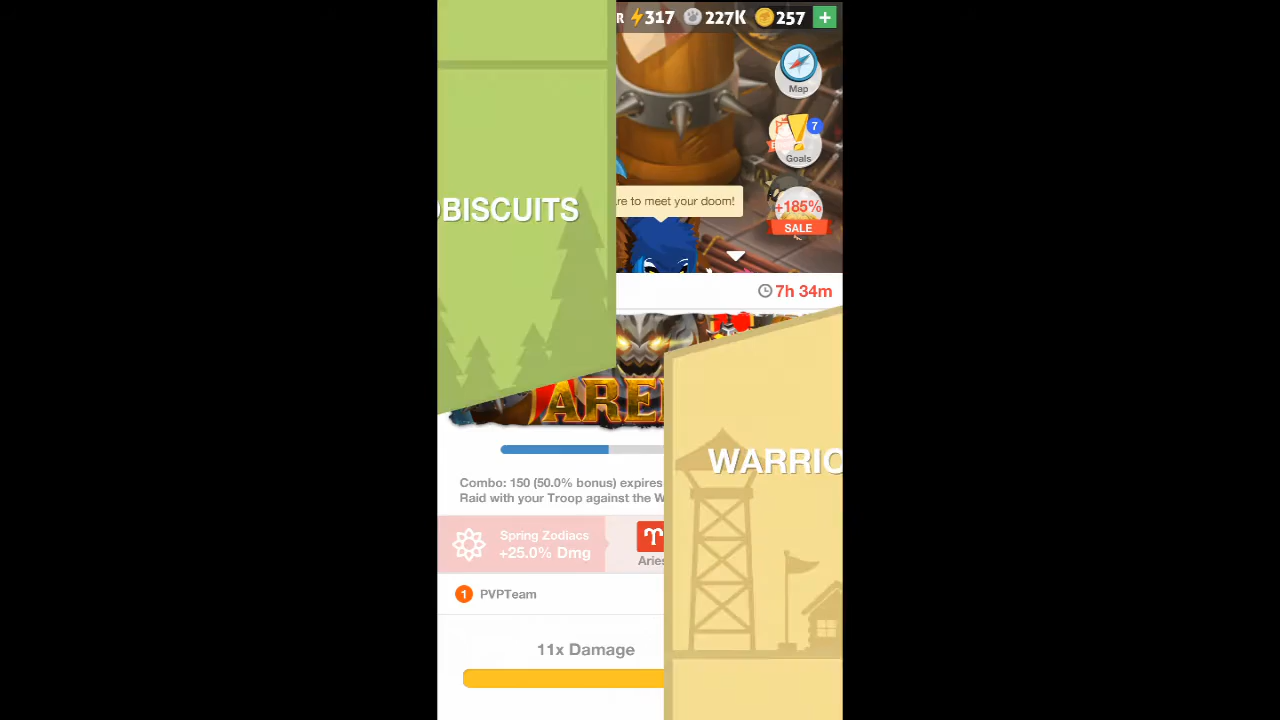 R 317 227K 257 +
Map
7
Goals
BISCUITS
re to meet your doom!
+185%
SALE
7h 34m
ARE
WARRIO
Combo: 150 (50.0% bonus) expires
Raid with your Troop against the W
Spring Zodiacs
+25.0% Dmg
Aries
1 PVPTeam
11x Damage